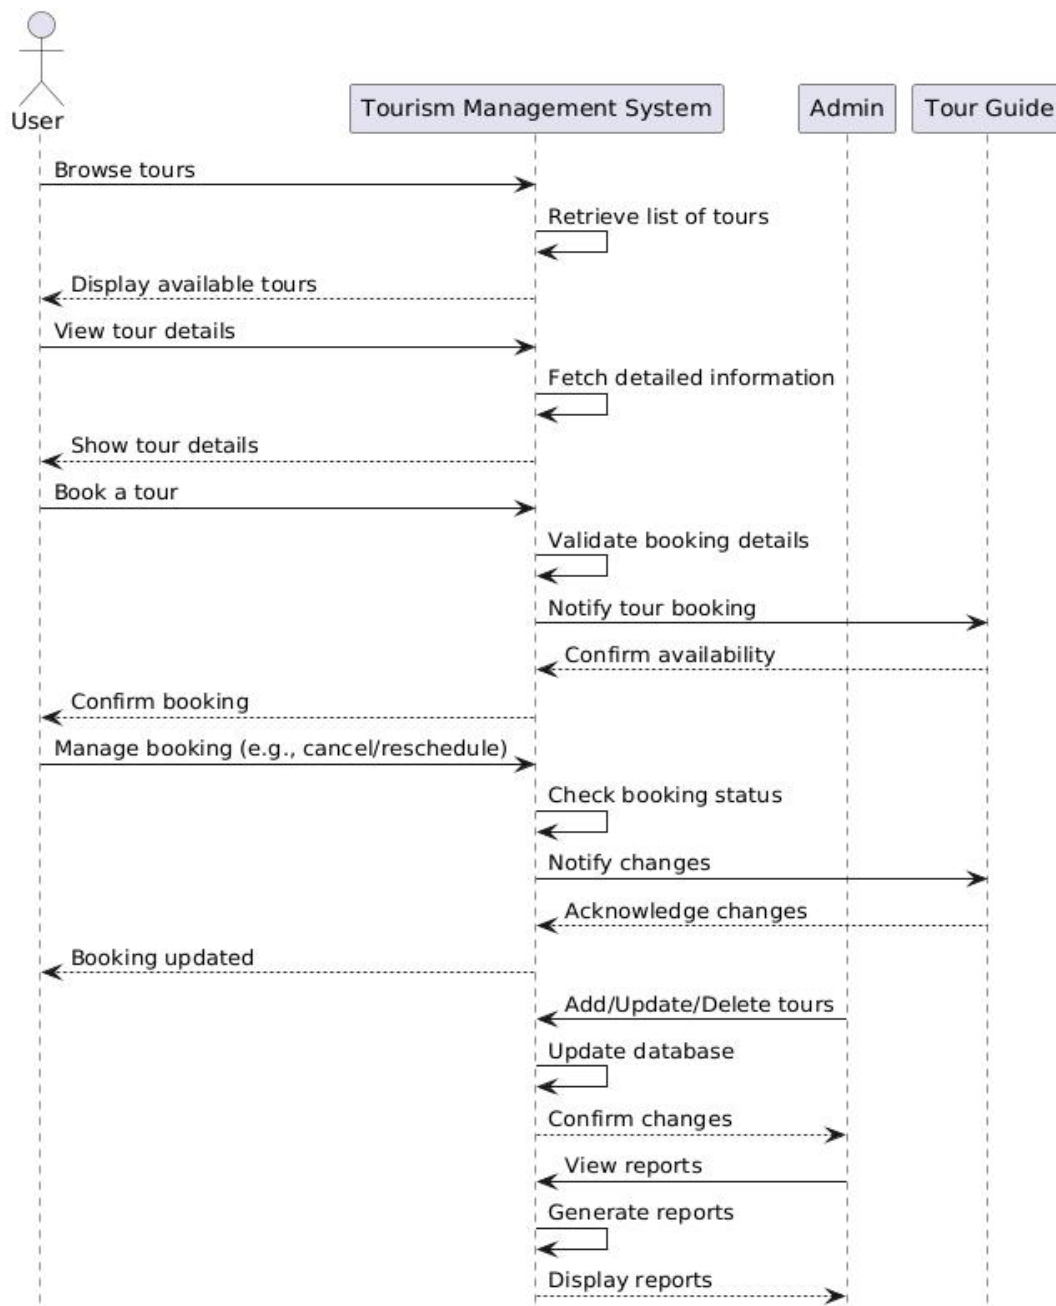 User
Tourism Management System
Admin
Tour Guide
Browse tours
Retrieve list of tours
Display available tours
View tour details
Fetch detailed information
Show tour details
Book a tour
Validate booking details
Notify tour booking
Confirm availability
Confirm booking
Manage booking (e.g., cancel/reschedule)
Check booking status
Notify changes
Acknowledge changes
Booking updated
Add/Update/Delete tours
Update database
Confirm changes
View reports
Generate reports
Display reports